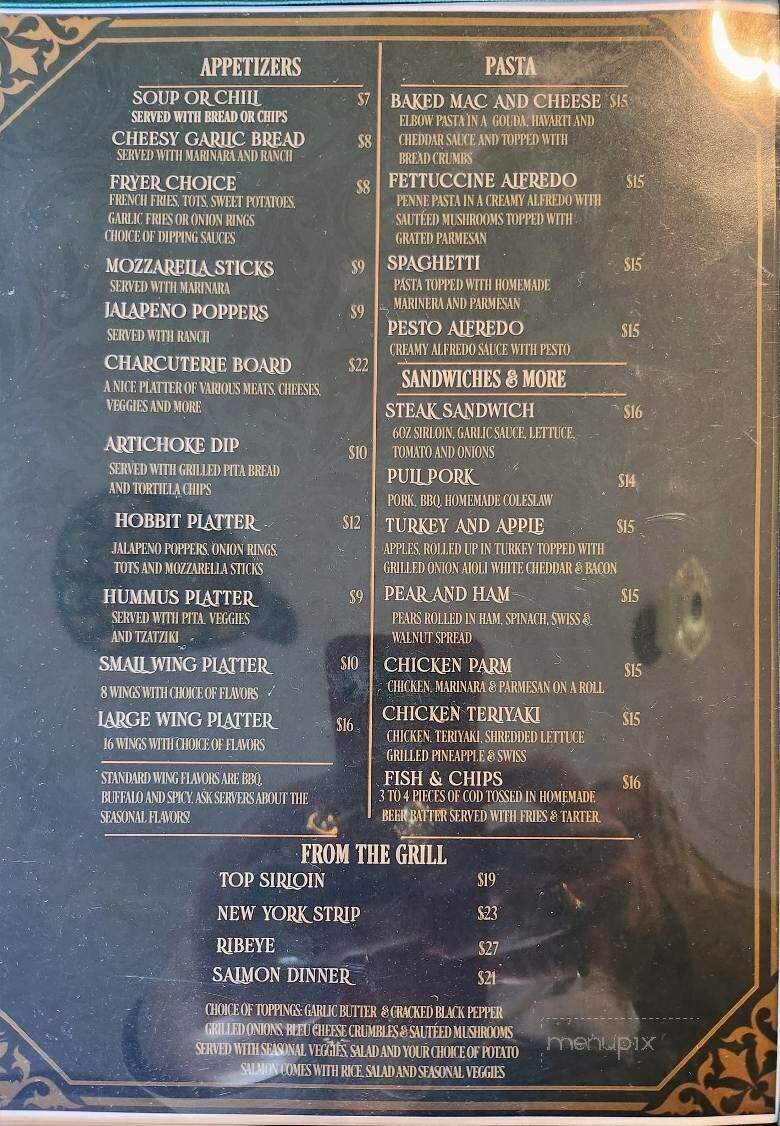 APPETIZERS
SOUP OR CHILI $7
SERVED WITH BREAD OR CHIPS
CHEESY GARLIC BREAD $8
SERVED WITH MARINARA AND RANCH
FRYER CHOICE $8
FRENCH FRIES, TOTS, SWEET POTATOES,
GARLIC FRIES OR ONION RINGS
CHOICE OF DIPPING SAUCES
MOZZARELLA STICKS $9
SERVED WITH MARINARA
JALAPENO POPPERS $9
SERVED WITH RANCH
CHARCUTERIE BOARD $22
A NICE PLATTER OF VARIOUS MEATS, CHEESES,
VEGGIES AND MORE
ARTICHOKE DIP $10
SERVED WITH GRILLED PITA BREAD
AND TORTILLA CHIPS
HOBBIT PLATTER $12
JALAPENO POPPERS, ONION RINGS,
TOTS AND MOZZARELLA STICKS
HUMMUS PLATTER $9
SERVED WITH PITA, VEGGIES
AND TZATZIKI
SMALL WING PLATTER $10
8 WINGS WITH CHOICE OF FLAVORS
LARGE WING PLATTER $16
16 WINGS WITH CHOICE OF FLAVORS
STANDARD WING FLAVORS ARE BBQ,
BUFFALO AND SPICY. ASK SERVERS ABOUT THE
SEASONAL FLAVORS!
PASTA
BAKED MAC AND CHEESE $15
ELBOW PASTA IN A GOUDA, HAVARTI AND
CHEDDAR SAUCE AND TOPPED WITH
BREAD CRUMBS
FETTUCCINE ALFREDO $15
PENNE PASTA IN A CREAMY ALFREDO WITH
SAUTÉED MUSHROOMS TOPPED WITH
GRATED PARMESAN
SPAGHETTI $15
PASTA TOPPED WITH HOMEMADE
MARINERA AND PARMESAN
PESTO ALFREDO $15
CREAMY ALFREDO SAUCE WITH PESTO
SANDWICHES & MORE
STEAK SANDWICH $16
6OZ SIRLOIN, GARLIC SAUCE, LETTUCE,
TOMATO AND ONIONS
PULL PORK $14
PORK, BBQ, HOMEMADE COLESLAW
TURKEY AND APPLE $15
APPLES, ROLLED UP IN TURKEY TOPPED WITH
GRILLED ONION AIOLI WHITE CHEDDAR & BACON
PEAR AND HAM $15
PEARS ROLLED IN HAM, SPINACH, SWISS &
WALNUT SPREAD
CHICKEN PARM $15
CHICKEN, MARINARA & PARMESAN ON A ROLL
CHICKEN TERIYAKI $15
CHICKEN, TERIYAKI, SHREDDED LETTUCE
GRILLED PINEAPPLE & SWISS
FISH & CHIPS $16
3 TO 4 PIECES OF COD TOSSED IN HOMEMADE
BEER BATTER SERVED WITH FRIES & TARTER.
FROM THE GRILL
TOP SIRLOIN $19
NEW YORK STRIP $23
RIBEYE $27
SALMON DINNER $21
CHOICE OF TOPPINGS: GARLIC BUTTER & CRACKED BLACK PEPPER
GRILLED ONIONS, BLEU CHEESE CRUMBLES & SAUTÉED MUSHROOMS
SERVED WITH SEASONAL VEGGIES, SALAD AND YOUR CHOICE OF POTATO
SALMON COMES WITH RICE, SALAD AND SEASONAL VEGGIES
menupix